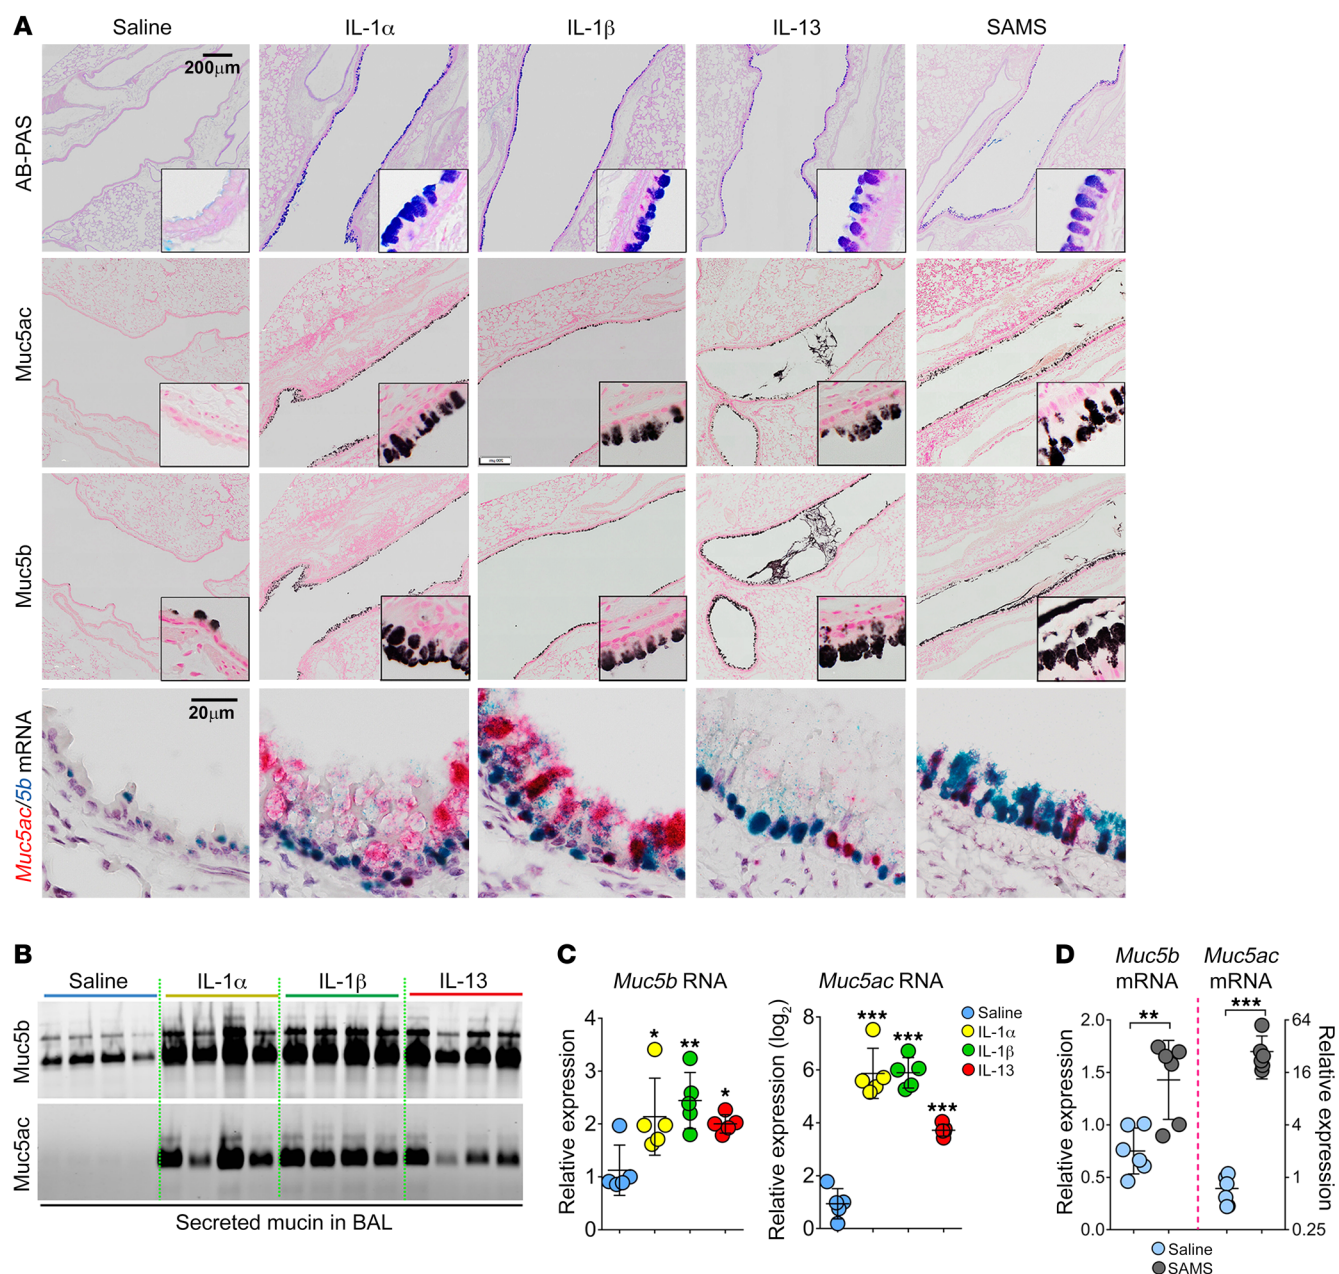 A
Saline IL-1α IL-1β IL-13 SAMS
AB-PAS
200μm
Muc5ac
Muc5b
Muc5ac/5b mRNA
20μm
B
Saline IL-1α IL-1β IL-13
Muc5b
Muc5ac
Secreted mucin in BAL
C
Muc5b RNA
Relative expression
4
3
2
1
0
* ** *
Muc5ac RNA
Relative expression (log2)
8
6
4
2
0
*** *** ***
Saline
IL-1α
IL-1β
IL-13
D
Muc5b mRNA
Muc5ac mRNA
** ***
Relative expression
2.0
1.5
1.0
0.5
0.0
64
16
4
1
0.25
Relative expression
Saline
SAMS